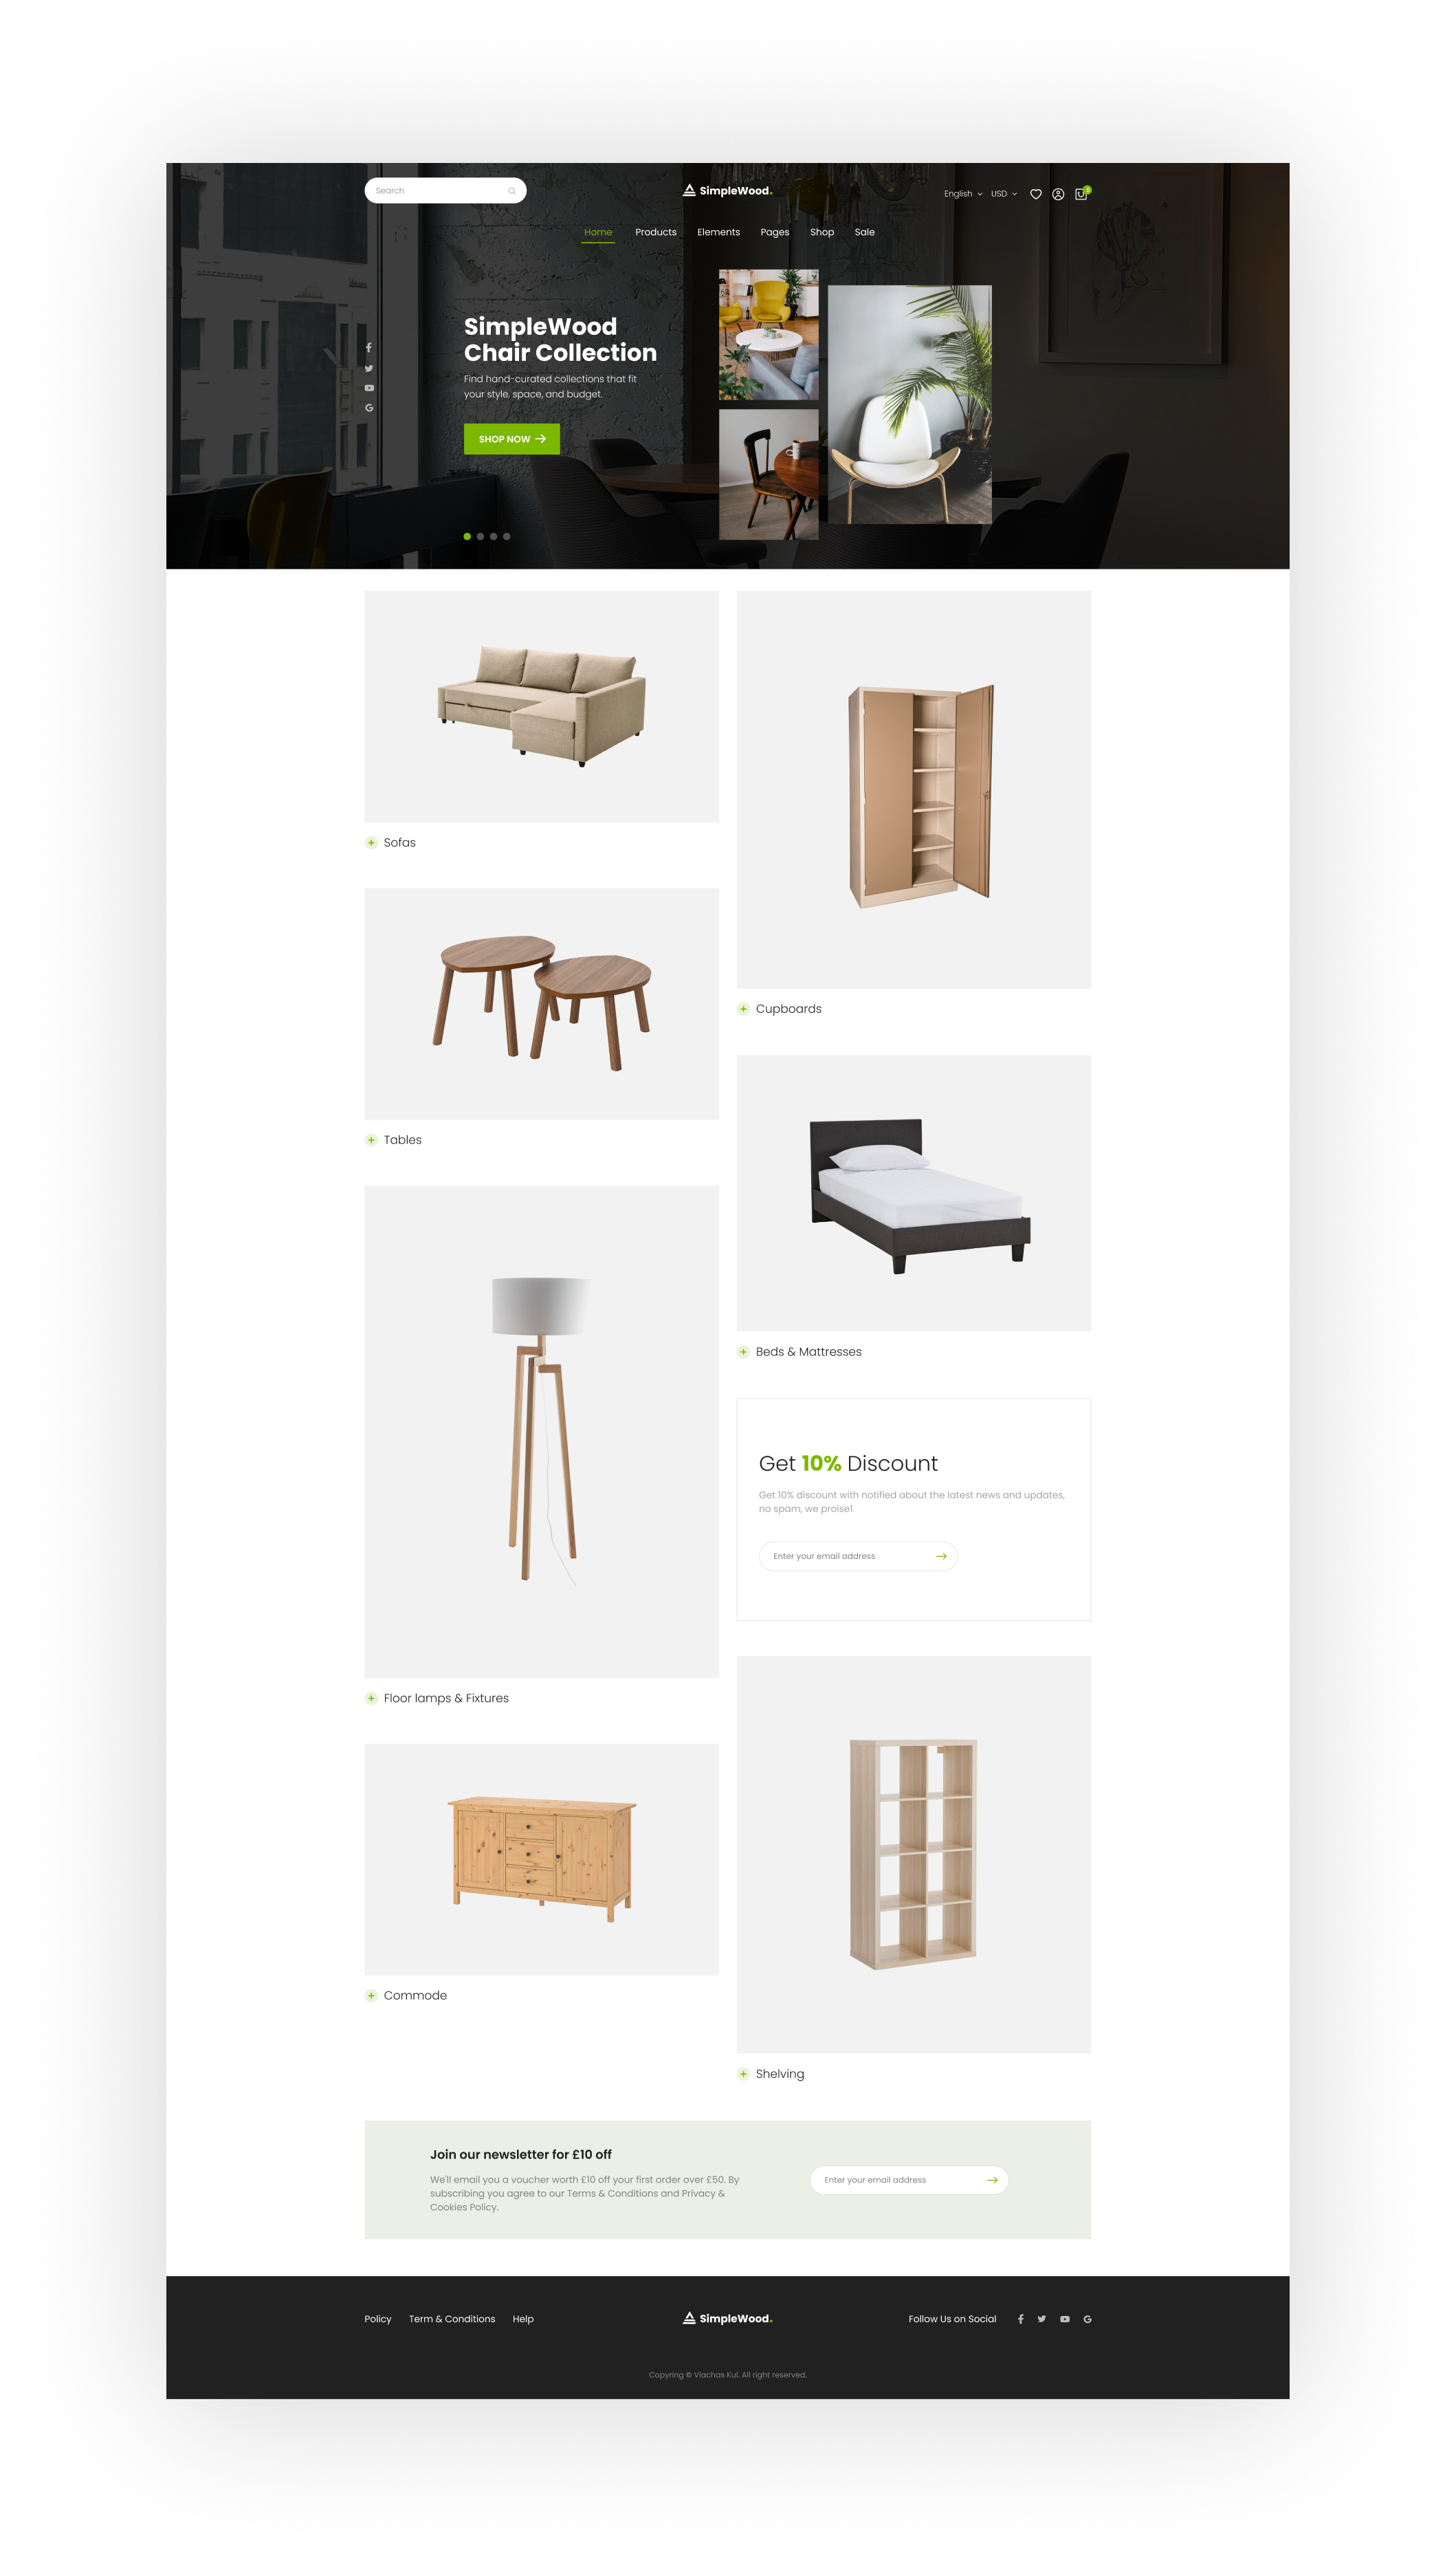 Search
SimpleWood.
English
USD
0
Home
Products
Elements
Pages
Shop
Sale
SimpleWood
Chair Collection
Find hand-curated collections that fit
your style, space, and budget.
SHOP NOW
Sofas
Cupboards
Tables
Beds & Mattresses
Get 10% Discount
Get 10% discount with notified about the latest news and updates,
no spam, we proise1
Enter your email address
Floor lamps & Fixtures
Commode
Shelving
Join our newsletter for £10 off
We'll email you a voucher worth £10 off your first order over £50. By
subscribing you agree to our Terms & Conditions and Privacy &
Cookies Policy.
Enter your email address
Policy
Term & Conditions
Help
SimpleWood.
Follow Us on Social
Copyring © Viachas Kul. All right reserved.